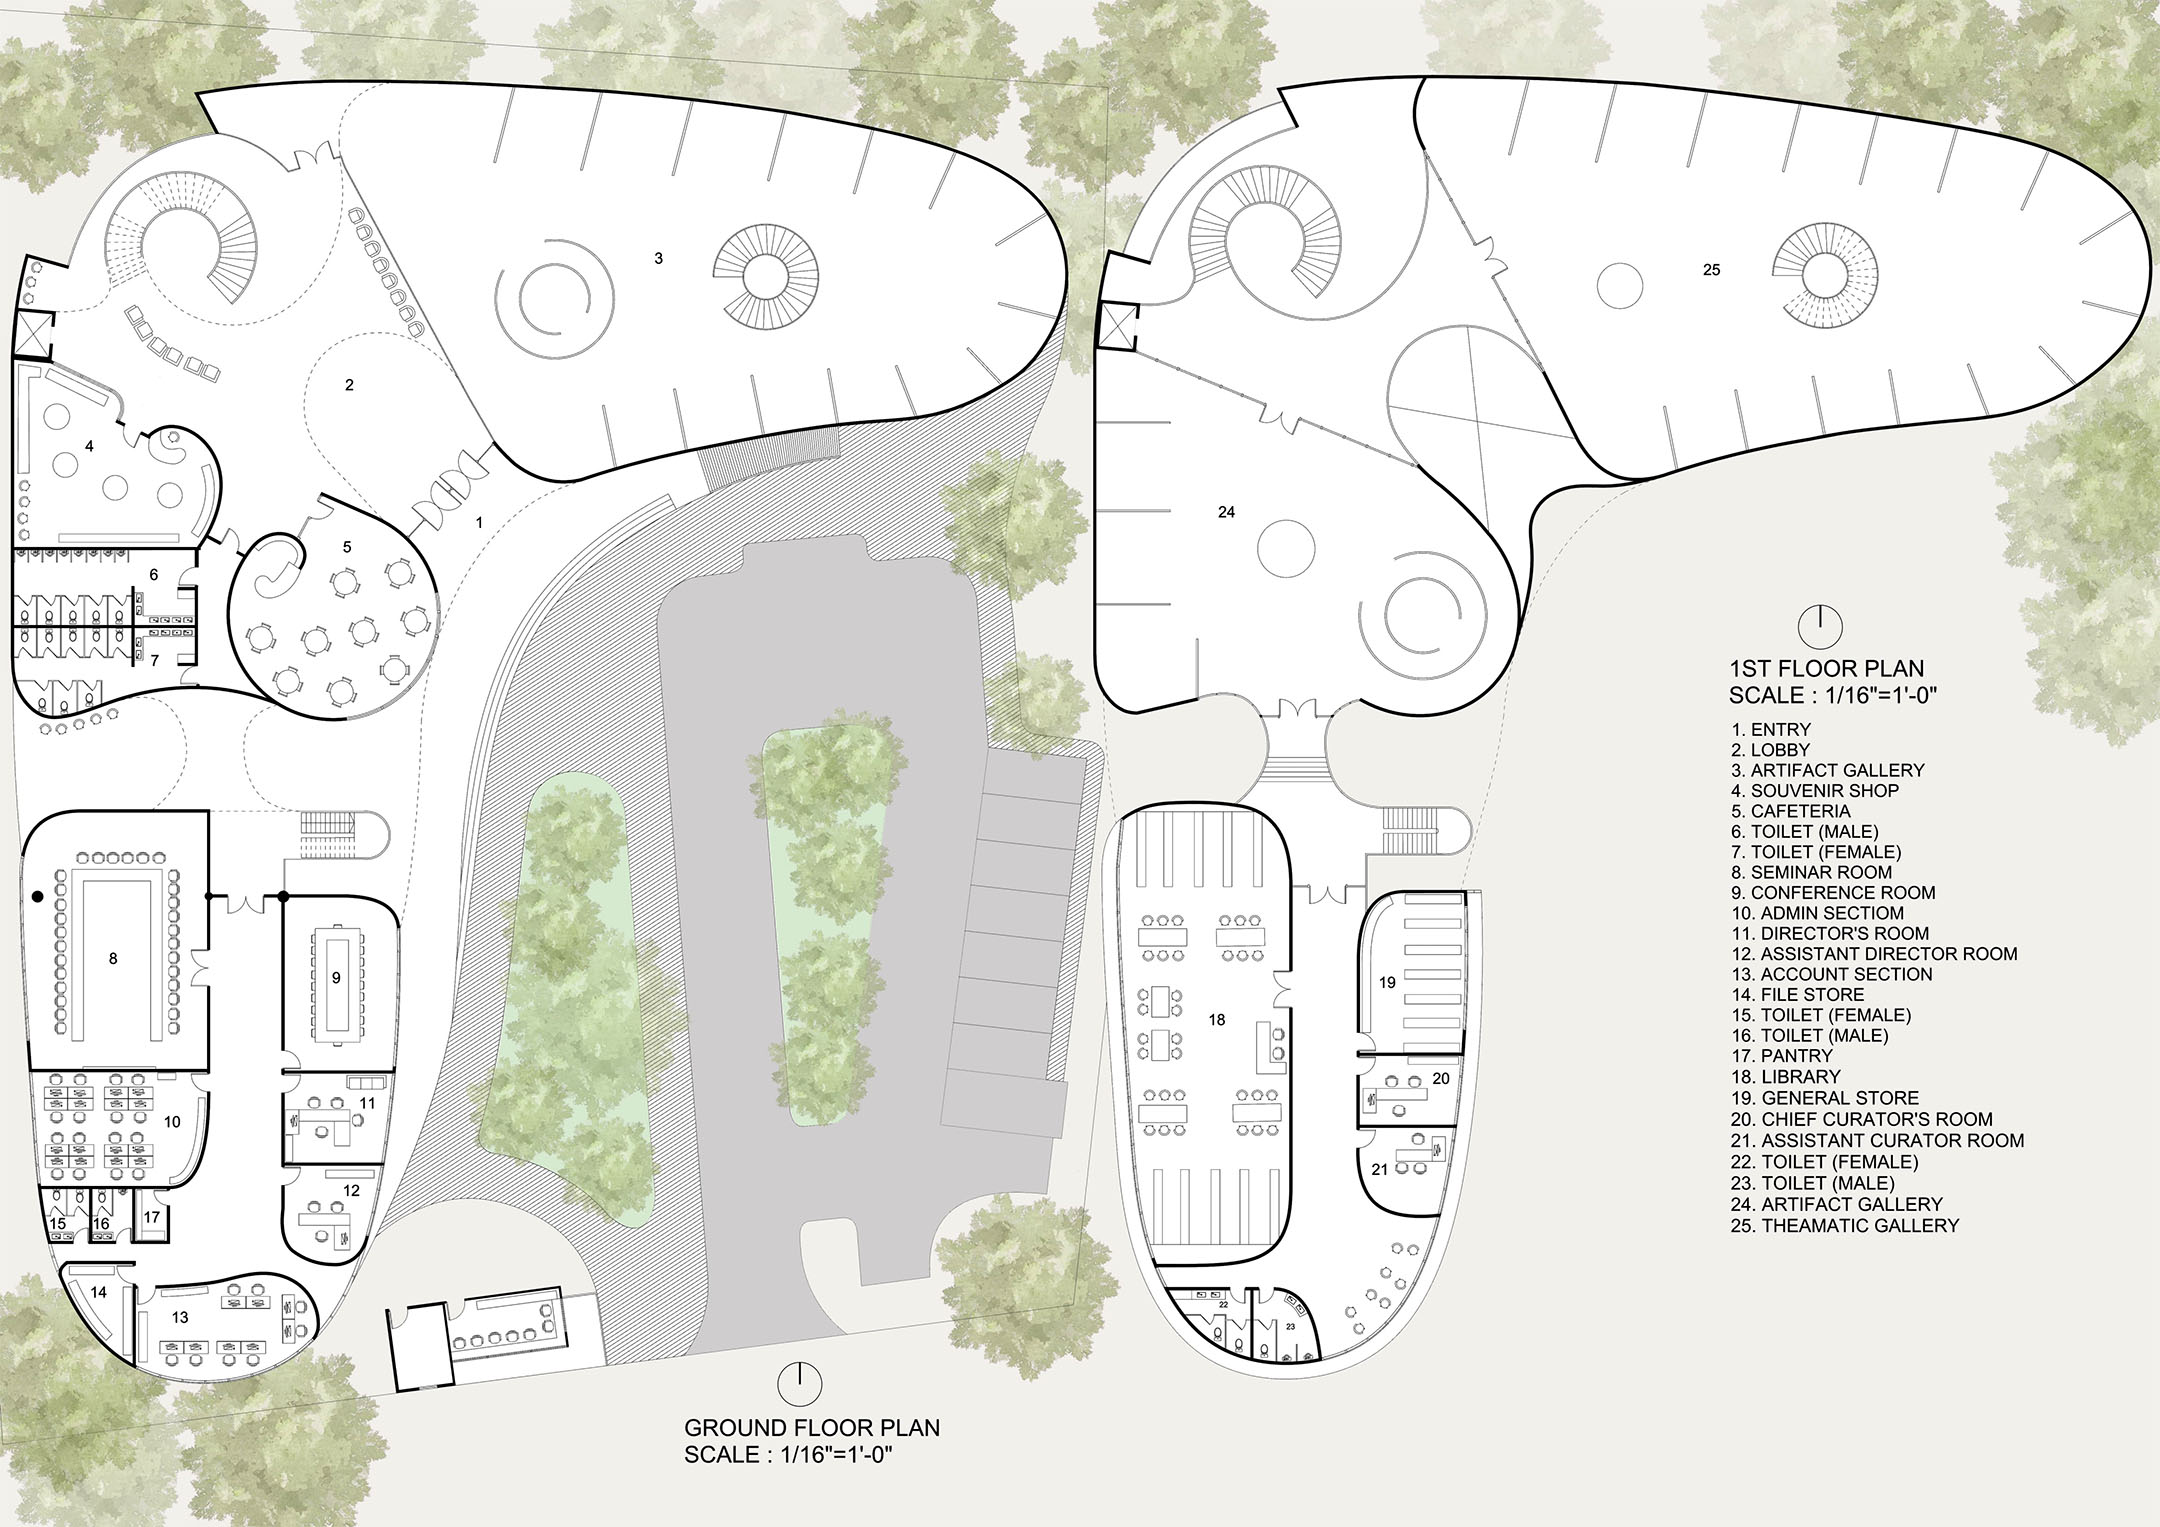 3
25
2
4
24
1
5
6
7
8
9
18
19
10
11
20
12
21
15
16
17
14
13
22
23
1ST FLOOR PLAN
SCALE : 1/16"=1'-0"
1. ENTRY
2. LOBBY
3. ARTIFACT GALLERY
4. SOUVENIR SHOP
5. CAFETERIA
6. TOILET (MALE)
7. TOILET (FEMALE)
8. SEMINAR ROOM
9. CONFERENCE ROOM
10. ADMIN SECTIOM
11. DIRECTOR'S ROOM
12. ASSISTANT DIRECTOR ROOM
13. ACCOUNT SECTION
14. FILE STORE
15. TOILET (FEMALE)
16. TOILET (MALE)
17. PANTRY
18. LIBRARY
19. GENERAL STORE
20. CHIEF CURATOR'S ROOM
21. ASSISTANT CURATOR ROOM
22. TOILET (FEMALE)
23. TOILET (MALE)
24. ARTIFACT GALLERY
25. THEAMATIC GALLERY
GROUND FLOOR PLAN
SCALE : 1/16"=1'-0"